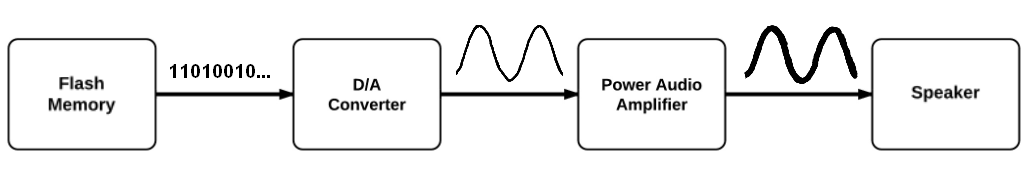 Flash
Memory
11010010...
D/A
Converter
Power Audio
Amplifier
Speaker